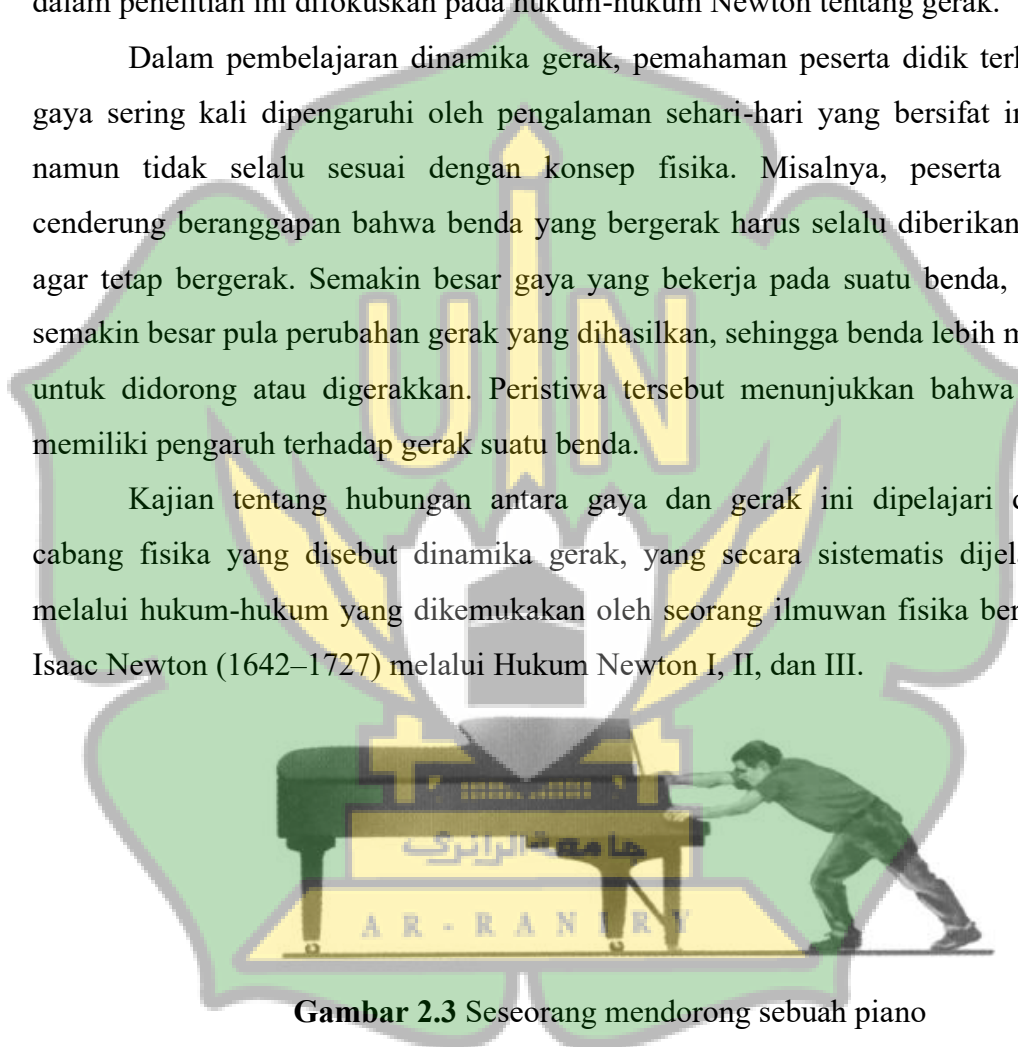 dalam penelitian ini difokuskan pada hukum-hukum Newton tentang gerak.
Dalam pembelajaran dinamika gerak, pemahaman peserta didik
gaya sering kali dipengaruhi oleh pengalaman sehari-hari yang bersifat
namun tidak selalu sesuai dengan konsep fisika. Misalnya, peserta
cenderung beranggapan bahwa benda yang bergerak harus selalu diberikan
agar tetap bergerak. Semakin besar gaya yang bekerja pada suatu benda,
semakin besar pula perubahan gerak yang dihasilkan, sehingga benda lebih
untuk didorong atau digerakkan. Peristiwa tersebut menunjukkan bahwa
memiliki pengaruh terhadap gerak suatu benda.
Kajian tentang hubungan antara gaya dan gerak ini dipelajari
cabang fisika yang disebut dinamika gerak, yang secara sistematis
melalui hukum-hukum yang dikemukakan oleh seorang ilmuwan fisika
Isaac Newton (1642–1727) melalui Hukum Newton I, II, dan III.
UIN
جامعة الرانري
AR-RANIRY
Gambar 2.3 Seseorang mendorong sebuah piano